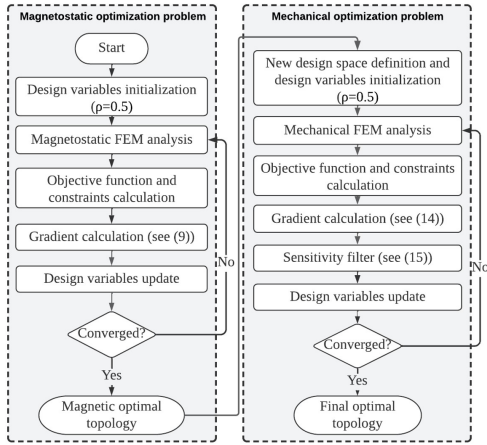 Magnetostatic optimization problem
Start
Design variables initialization
(ρ=0.5)
Magnetostatic FEM analysis
Objective function and
constraints calculation
Gradient calculation (see (9))
Design variables update
Converged?
No
Yes
Magnetic optimal
topology
Mechanical optimization problem
New design space definition and
design variables initialization
(ρ=0.5)
Mechanical FEM analysis
Objective function and constraints
calculation
Gradient calculation (see (14))
Sensitivity filter (see (15))
Design variables update
Converged?
No
Yes
Final optimal
topology